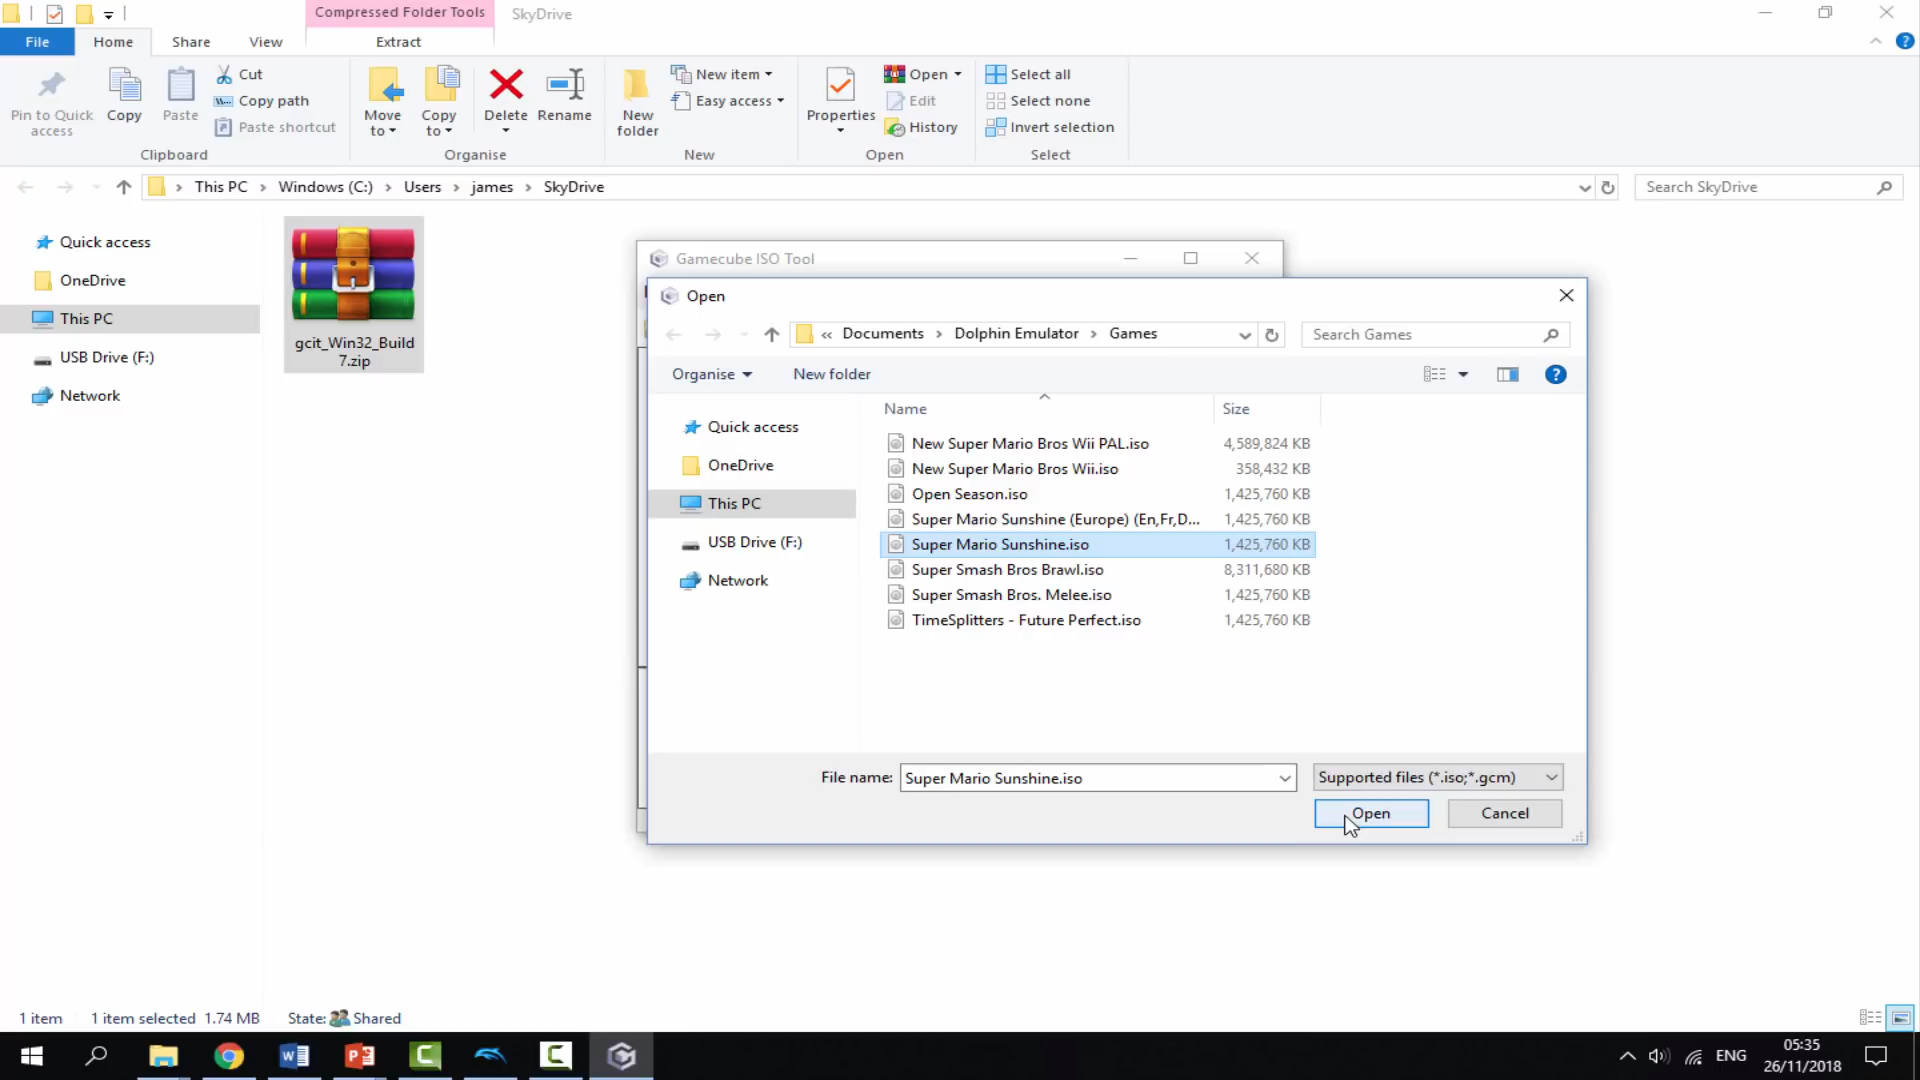 Compressed Folder Tools
SkyDrive
File
Home
Share
View
Extract
Pin to Quick access
Copy
Paste
Cut
Copy path
Paste shortcut
Clipboard
Move to
Copy to
Delete
Rename
Organise
New folder
New item
Easy access
New
Properties
Open
Edit
History
Open
Select all
Select none
Invert selection
Select
This PC
Windows (C:)
Users
james
SkyDrive
Search SkyDrive
Quick access
OneDrive
This PC
USB Drive (F:)
Network
gcit_Win32_Build
7.zip
Gamecube ISO Tool
Open
« Documents
Dolphin Emulator
Games
Search Games
Organise
New folder
Quick access
OneDrive
This PC
USB Drive (F:)
Network
Name Size
New Super Mario Bros Wii PAL.iso 4,589,824 KB
New Super Mario Bros Wii.iso 358,432 KB
Open Season.iso 1,425,760 KB
Super Mario Sunshine (Europe) (En,Fr,D... 1,425,760 KB
Super Mario Sunshine.iso 1,425,760 KB
Super Smash Bros Brawl.iso 8,311,680 KB
Super Smash Bros. Melee.iso 1,425,760 KB
TimeSplitters - Future Perfect.iso 1,425,760 KB
File name: Super Mario Sunshine.iso
Supported files (*.iso;*.gcm)
Open
Cancel
1 item
1 item selected 1.74 MB
State: Shared
ENG
05:35
26/11/2018